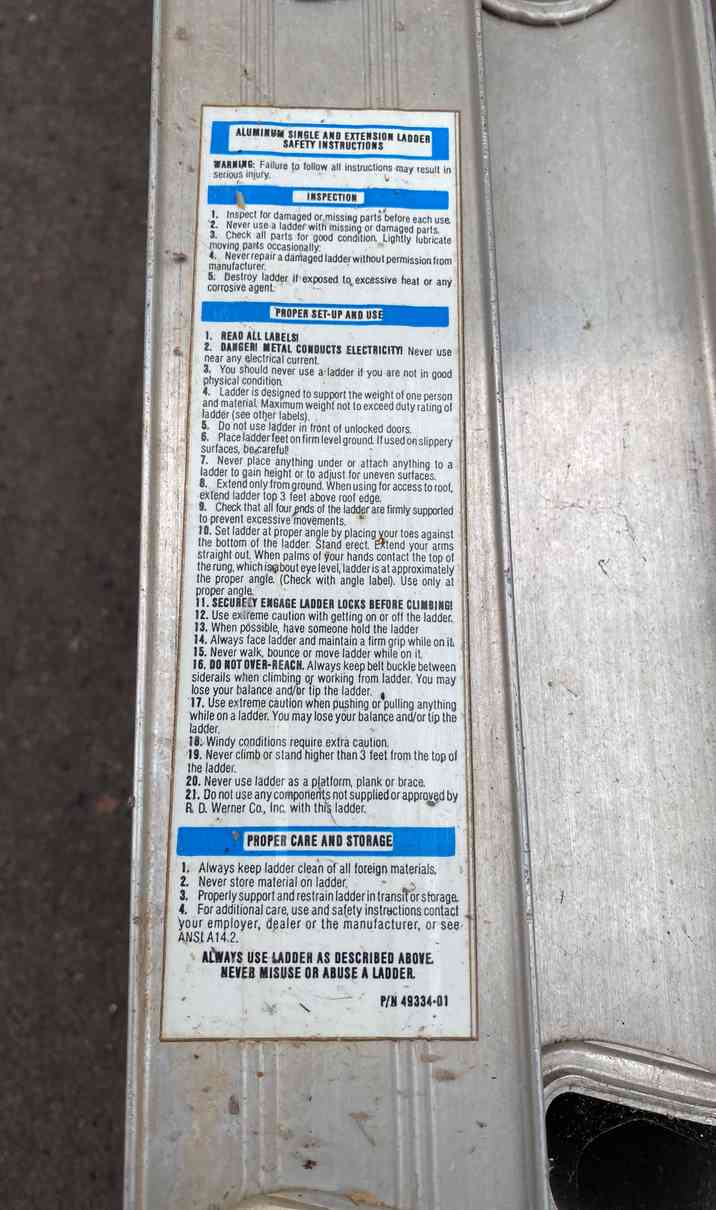 ALUMINUM SINGLE AND EXTENSION LADDER
SAFETY INSTRUCTIONS
WARNING: Failure to follow all instructions may result in
serious injury.
INSPECTION
1. Inspect for damaged or missing parts before each use.
2. Never use a ladder with missing or damaged parts.
3. Check all parts for good condition. Lightly lubricate
moving parts occasionally.
4. Never repair a damaged ladder without permission from
manufacturer.
5. Destroy ladder if exposed to excessive heat or any
corrosive agent.
PROPER SET-UP AND USE
1. READ ALL LABELS!
2. DANGER! METAL CONDUCTS ELECTRICITY! Never use
near any electrical current.
3. You should never use a ladder if you are not in good
physical condition.
4. Ladder is designed to support the weight of one person
and material. Maximum weight not to exceed duty rating of
ladder (see other labels).
5. Do not use ladder in front of unlocked doors.
6. Place ladder feet on firm level ground. If used on slippery
surfaces, be careful!
7. Never place anything under or attach anything to a
ladder to gain height or to adjust for uneven surfaces.
8. Extend only from ground. When using for access to roof,
extend ladder top 3 feet above roof edge.
9. Check that all four ends of the ladder are firmly supported
to prevent excessive movements.
10. Set ladder at proper angle by placing your toes against
the bottom of the ladder. Stand erect. Extend your arms
straight out. When palms of your hands contact the top of
the rung, which is about eye level, ladder is at approximately
the proper angle. (Check with angle label). Use only at
proper angle.
11. SECURELY ENGAGE LADDER LOCKS BEFORE CLIMBING!
12. Use extreme caution with getting on or off the ladder.
13. When possible, have someone hold the ladder
14. Always face ladder and maintain a firm grip while on it.
15. Never walk, bounce or move ladder while on it.
16. DO NOT OVER-REACH. Always keep belt buckle between
siderails when climbing or working from ladder. You may
lose your balance and/or tip the ladder.
17. Use extreme caution when pushing or pulling anything
while on a ladder. You may lose your balance and/or tip the
ladder.
18. Windy conditions require extra caution.
19. Never climb or stand higher than 3 feet from the top of
the ladder.
20. Never use ladder as a platform, plank or brace.
21. Do not use any components not supplied or approved by
R. D. Werner Co., Inc. with this ladder.
PROPER CARE AND STORAGE
1. Always keep ladder clean of all foreign materials.
2. Never store material on ladder.
3. Properly support and restrain ladder in transit or storage.
4. For additional care, use and safety instructions contact
your employer, dealer or the manufacturer, or see
ANSI A14.2.
ALWAYS USE LADDER AS DESCRIBED ABOVE.
NEVER MISUSE OR ABUSE A LADDER.
P/N 49334-01